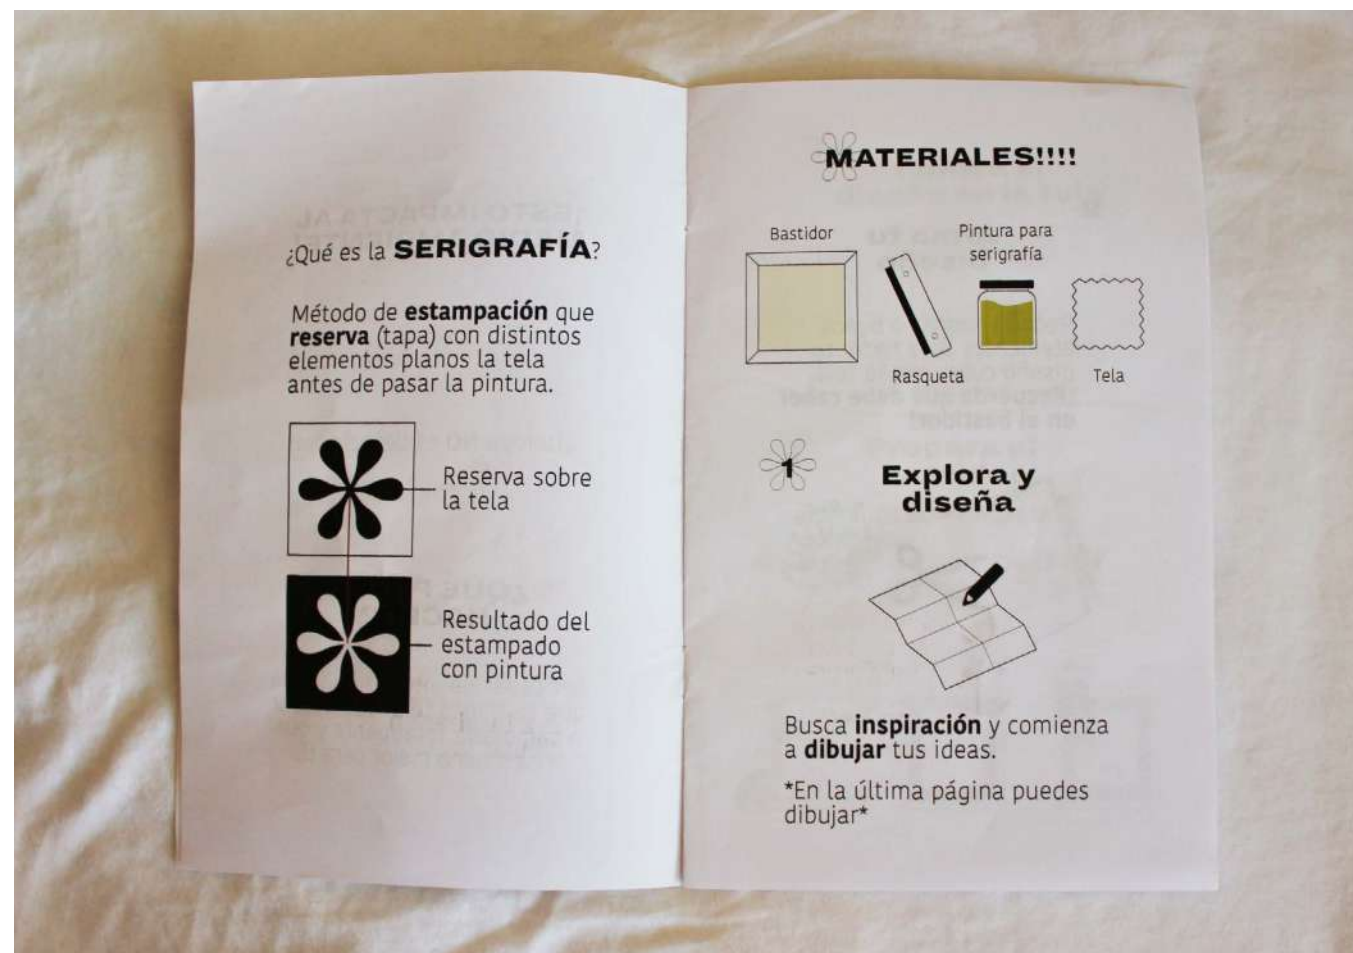 ¿Qué es la SERIGRAFÍA?
Método de estampación que
reserva (tapa) con distintos
elementos planos la tela
antes de pasar la pintura.
Reserva sobre
la tela
Resultado del
estampado
con pintura
MATERIALES!!!!
Bastidor
Pintura para
serigrafía
Rasqueta
Tela
1
Explora y
diseña
Busca inspiración y comienza
a dibujar tus ideas.
*En la última página puedes
dibujar*